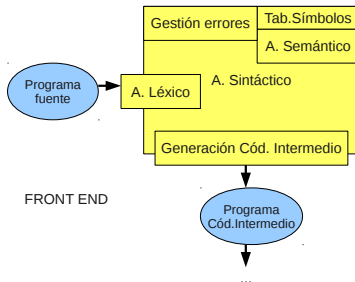 Gestión errores
Tab.Símbolos
A. Semántico
Programa
fuente
A. Léxico
A. Sintáctico
Generación Cód. Intermedio
FRONT END
Programa
Cód.Intermedio
...